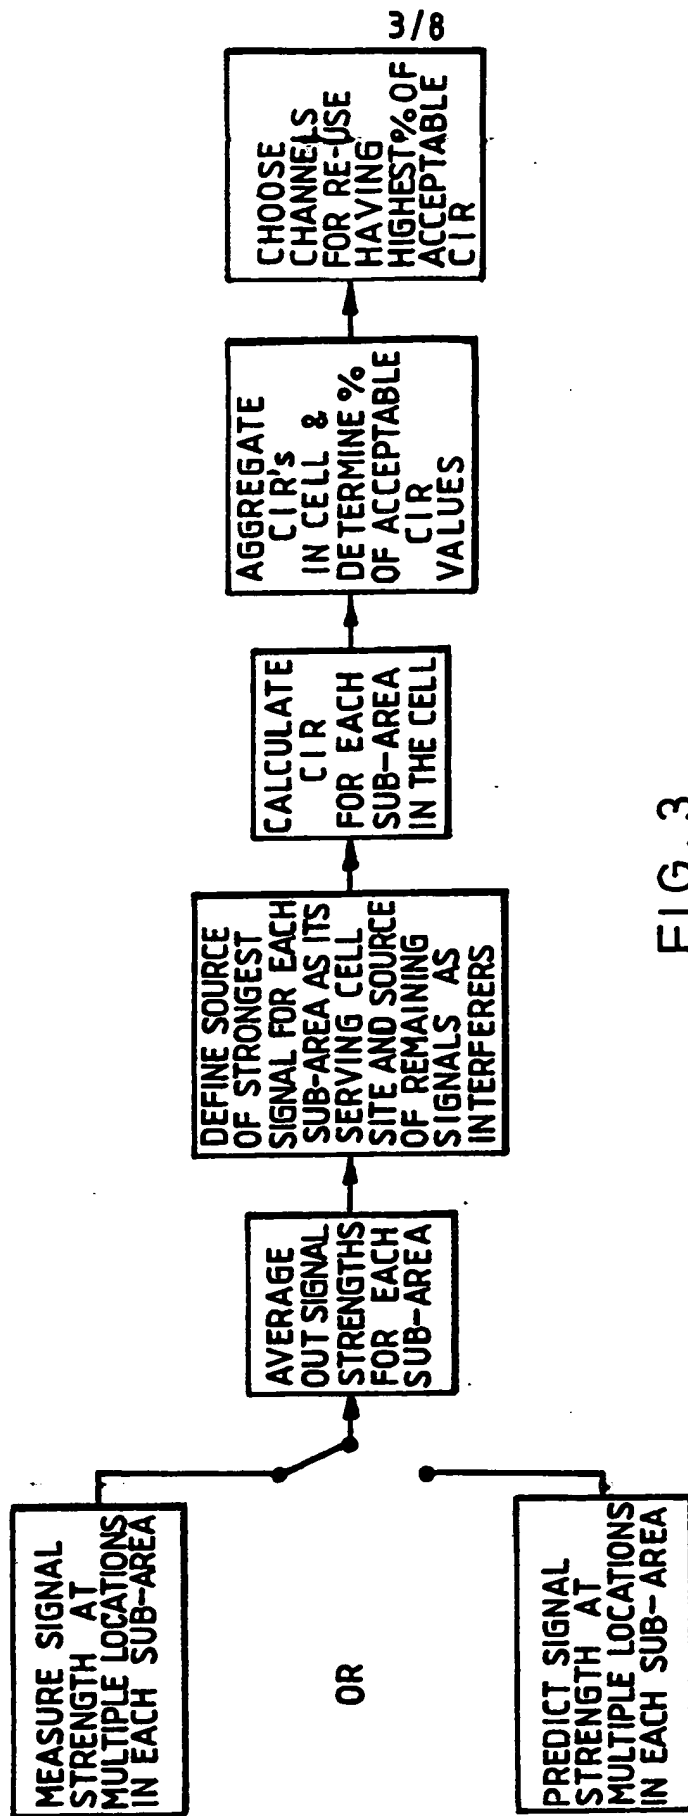 3/8
MEASURE SIGNAL
STRENGTH AT
MULTIPLE LOCATIONS
IN EACH SUB-AREA
OR
PREDICT SIGNAL
STRENGTH AT
MULTIPLE LOCATIONS
IN EACH SUB-AREA
AVERAGE
OUT SIGNAL
STRENGTHS
FOR EACH
SUB-AREA
DEFINE SOURCE
OF STRONGEST
SIGNAL FOR EACH
SUB-AREA AS ITS
SERVING CELL
SITE AND SOURCE
OF REMAINING
SIGNALS AS
INTERFERERS
CALCULATE
CIR
FOR EACH
SUB-AREA
IN THE CELL
AGGREGATE
CIR's
IN CELL &
DETERMINE %
OF ACCEPTABLE
CIR
VALUES
CHOOSE
CHANNELS
FOR RE-USE
HAVING
HIGHEST % OF
ACCEPTABLE
CIR
FIG. 3